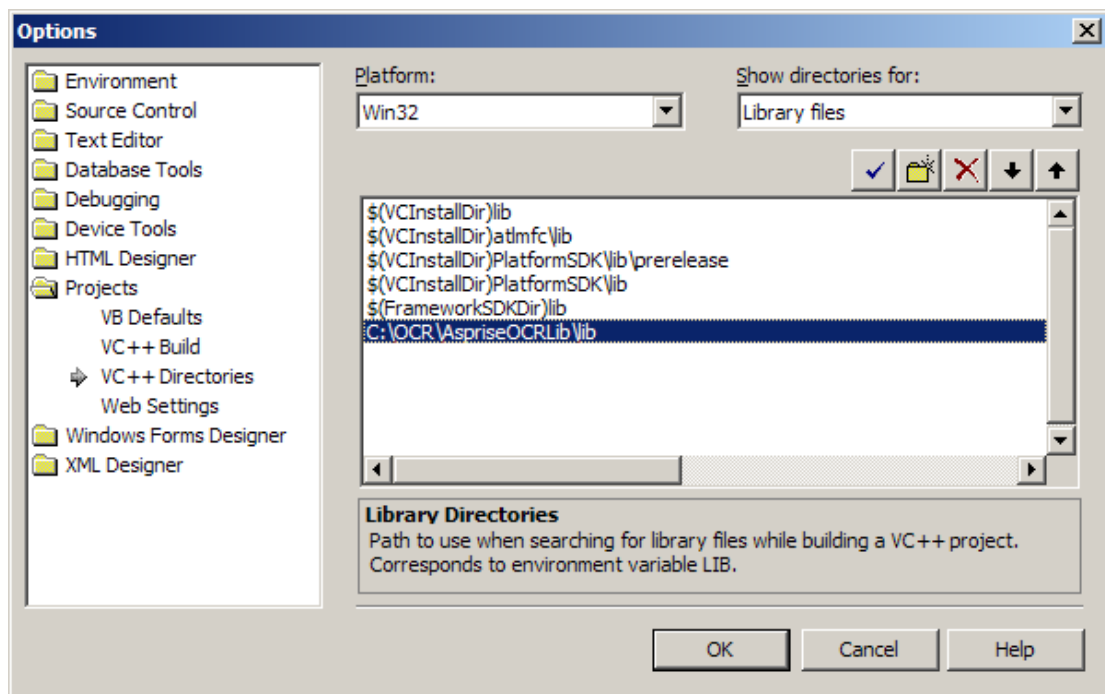 Options
Environment
Source Control
Text Editor
Database Tools
Debugging
Device Tools
HTML Designer
Projects
VB Defaults
VC++ Build
VC++ Directories
Web Settings
Windows Forms Designer
XML Designer
Platform:
Win32
Show directories for:
Library files
$(VCInstallDir)lib
$(VCInstallDir)atlmfc\lib
$(VCInstallDir)PlatformSDK\lib\prerelease
$(VCInstallDir)PlatformSDK\lib
$(FrameworkSDKDir)lib
C:\OCR\AspriseOCRLib\lib
Library Directories
Path to use when searching for library files while building a VC++ project.
Corresponds to environment variable LIB.
OK
Cancel
Help